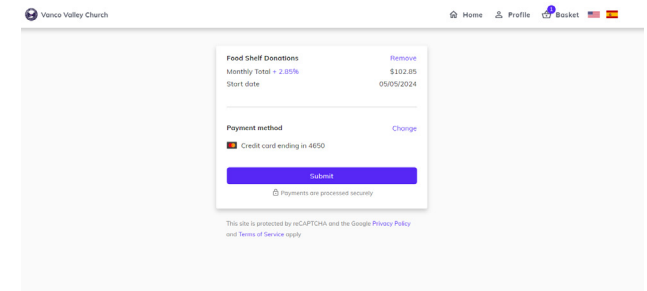 Vanco Valley Church
Home Profile 1 Basket
Food Shelf Donations Remove
Monthly Total + 2.85% $102.85
Start date 05/05/2024
Payment method Change
Credit card ending in 4650
Submit
Payments are processed securely
This site is protected by reCAPTCHA and the Google Privacy Policy
and Terms of Service apply